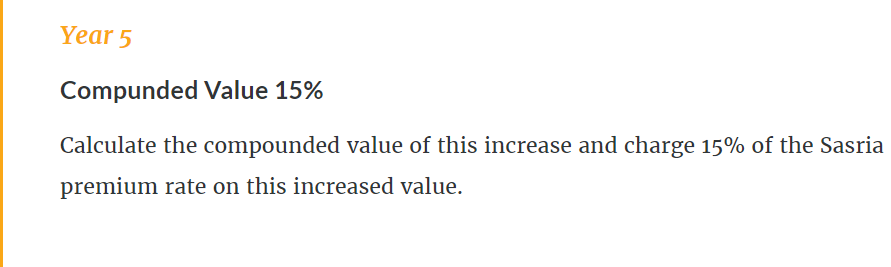 Year 5
Compunded Value 15%
Calculate the compounded value of this increase and charge 15% of the Sasria
premium rate on this increased value.